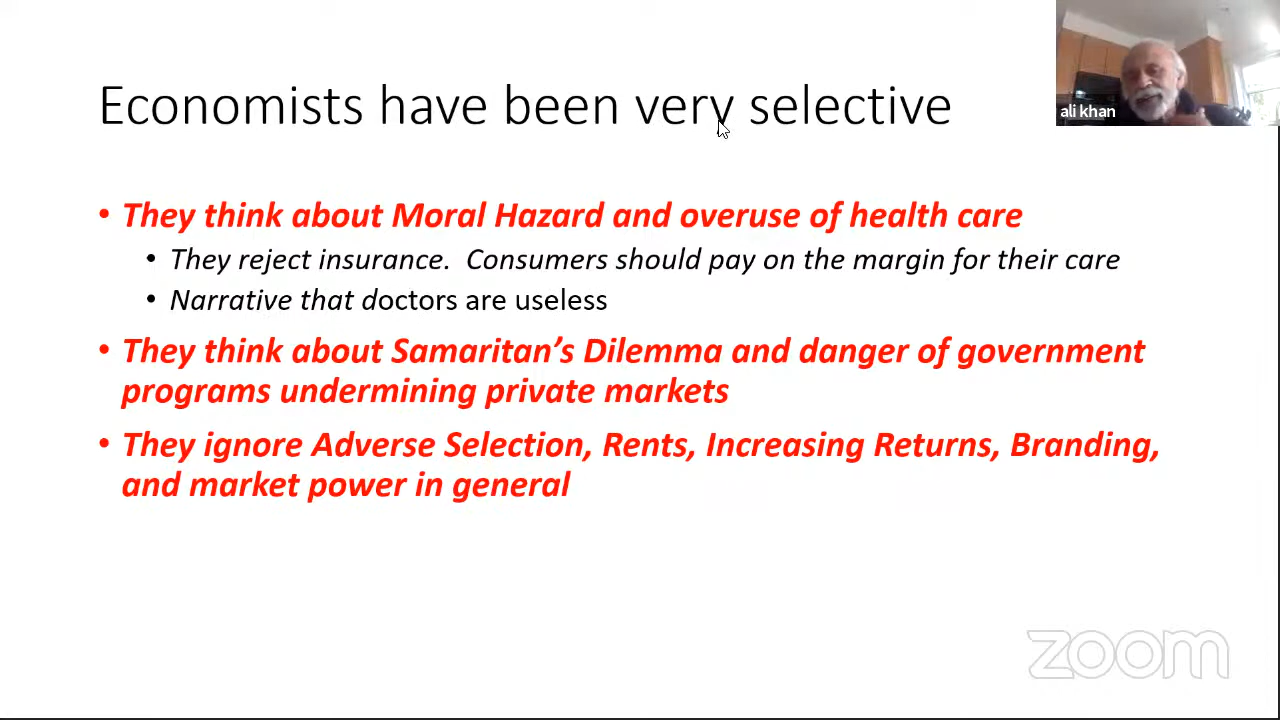 Economists have been very selective
ali khan
• They think about Moral Hazard and overuse of health care
• They reject insurance. Consumers should pay on the margin for their care
• Narrative that doctors are useless
• They think about Samaritan's Dilemma and danger of government
programs undermining private markets
• They ignore Adverse Selection, Rents, Increasing Returns, Branding,
and market power in general
zoom